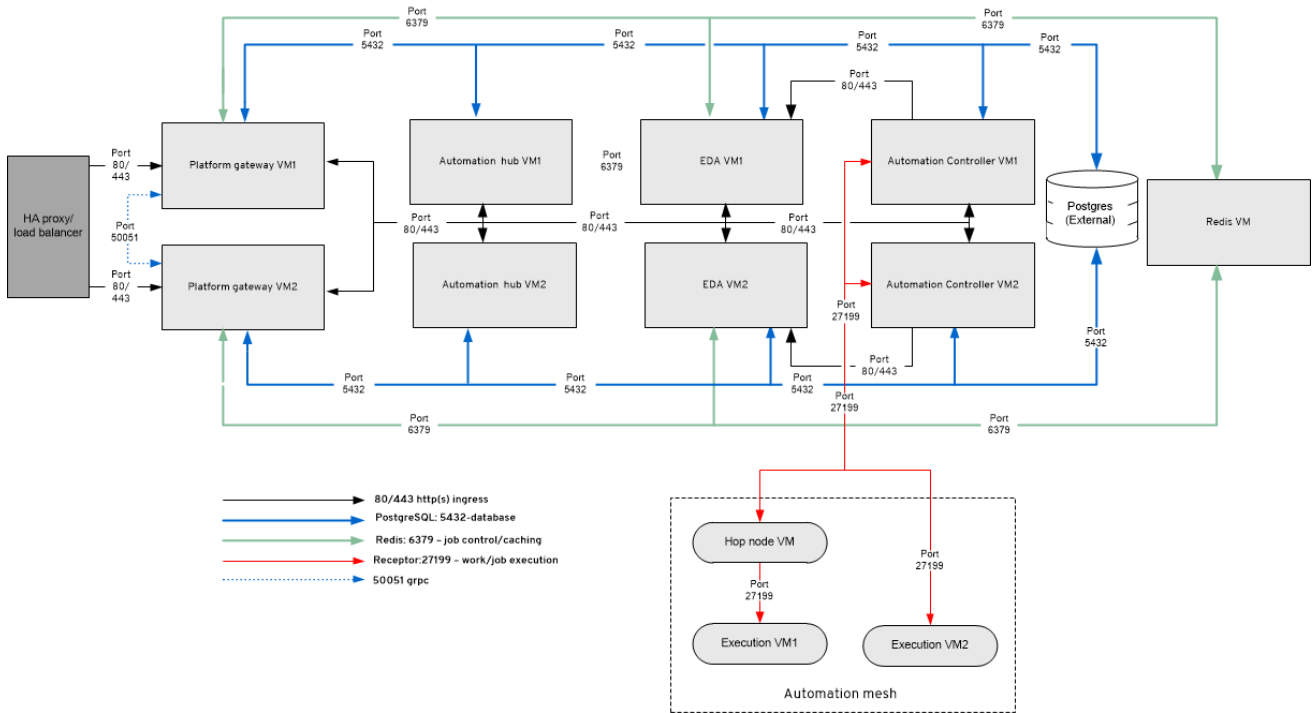 Port
6379
Port
6379
Port
5432
Port
5432
Port
5432
Port
5432
Port
80/443
Port
80/
443
Platform gateway VM1
Automation hub VM1
Port
6379
EDA VM1
Automation Controller VM1
Postgres
(External)
Redis VM
HA proxy/
load balancer
Port
50051
Port
80/443
Port
80/443
Port
80/443
Port
80/
443
Platform gateway VM2
Automation hub VM2
EDA VM2
Automation Controller VM2
Port
27199
Port
5432
Port
80/443
Port
5432
Port
5432
Port
5432
Port
27199
Port
6379
Port
6379
80/443 http(s) ingress
PostgreSQL: 5432-database
Redis: 6379 – job control/caching
Receptor:27199 – work/job execution
50051 grpc
Hop node VM
Port
27199
Port
27199
Execution VM1
Execution VM2
Automation mesh